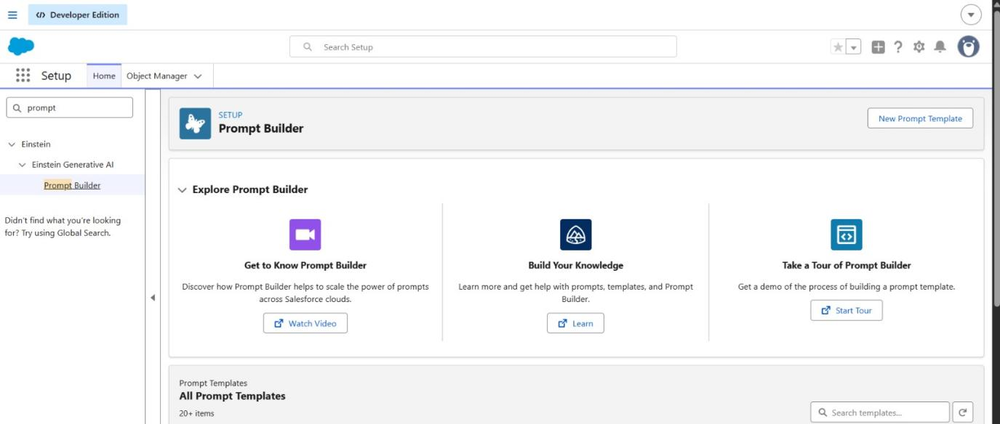 Developer Edition
Search Setup
Setup
Home
Object Manager
prompt
Einstein
Einstein Generative AI
Prompt Builder
Didn't find what you're looking
for? Try using Global Search.
SETUP
Prompt Builder
New Prompt Template
Explore Prompt Builder
Get to Know Prompt Builder
Discover how Prompt Builder helps to scale the power of prompts
across Salesforce clouds.
Watch Video
Build Your Knowledge
Learn more and get help with prompts, templates, and Prompt
Builder.
Learn
Take a Tour of Prompt Builder
Get a demo of the process of building a prompt template.
Start Tour
Prompt Templates
All Prompt Templates
20+ items
Search templates...